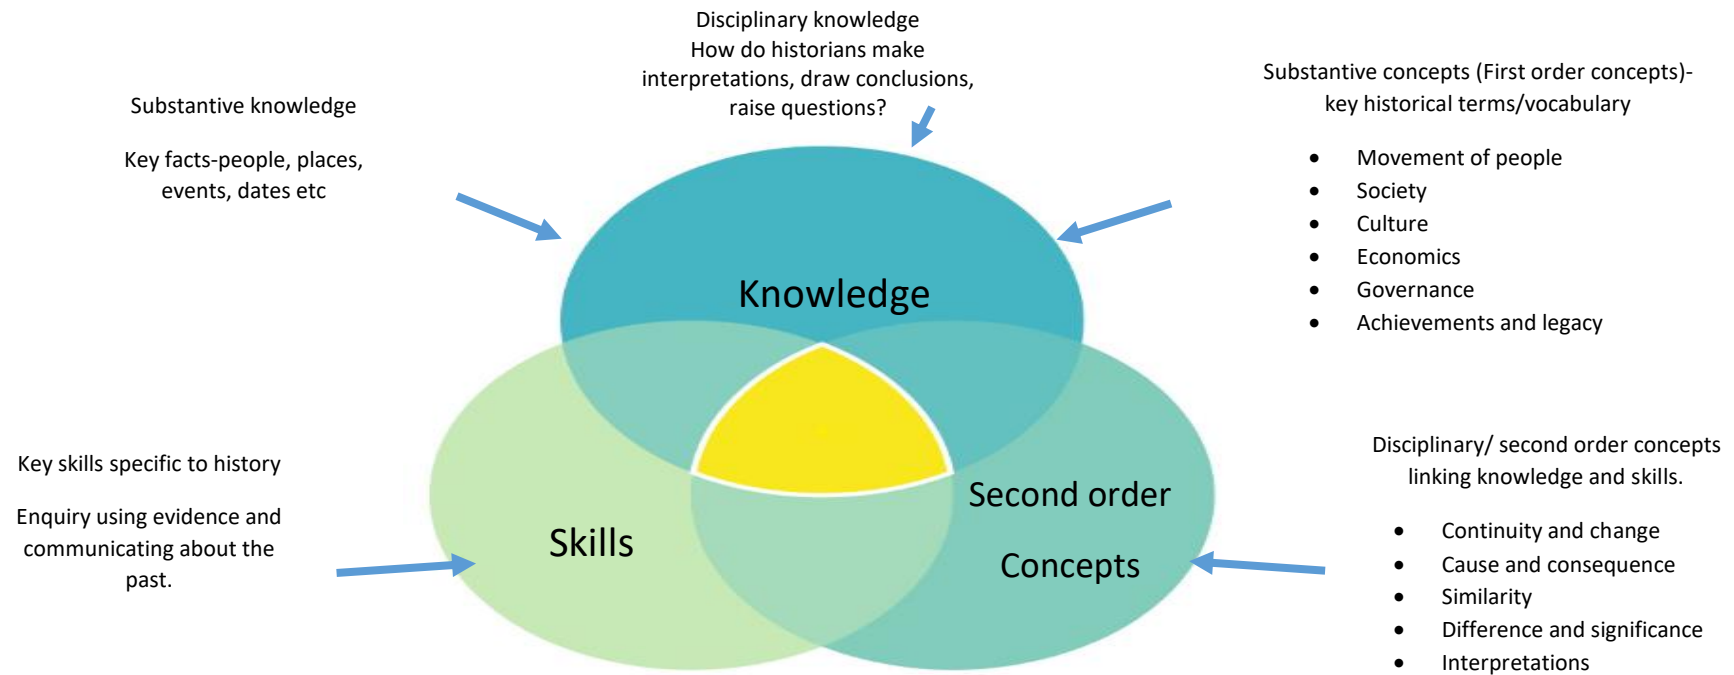 Disciplinary knowledge
How do historians make
interpretations, draw conclusions,
raise questions?
Substantive knowledge
Key facts-people, places,
events, dates etc
Substantive concepts (First order concepts)-
key historical terms/vocabulary
• Movement of people
• Society
• Culture
• Economics
• Governance
• Achievements and legacy
Knowledge
Key skills specific to history
Enquiry using evidence and
communicating about the
past.
Skills
Second order
Concepts
Disciplinary/ second order concepts
linking knowledge and skills.
• Continuity and change
• Cause and consequence
• Similarity
• Difference and significance
• Interpretations